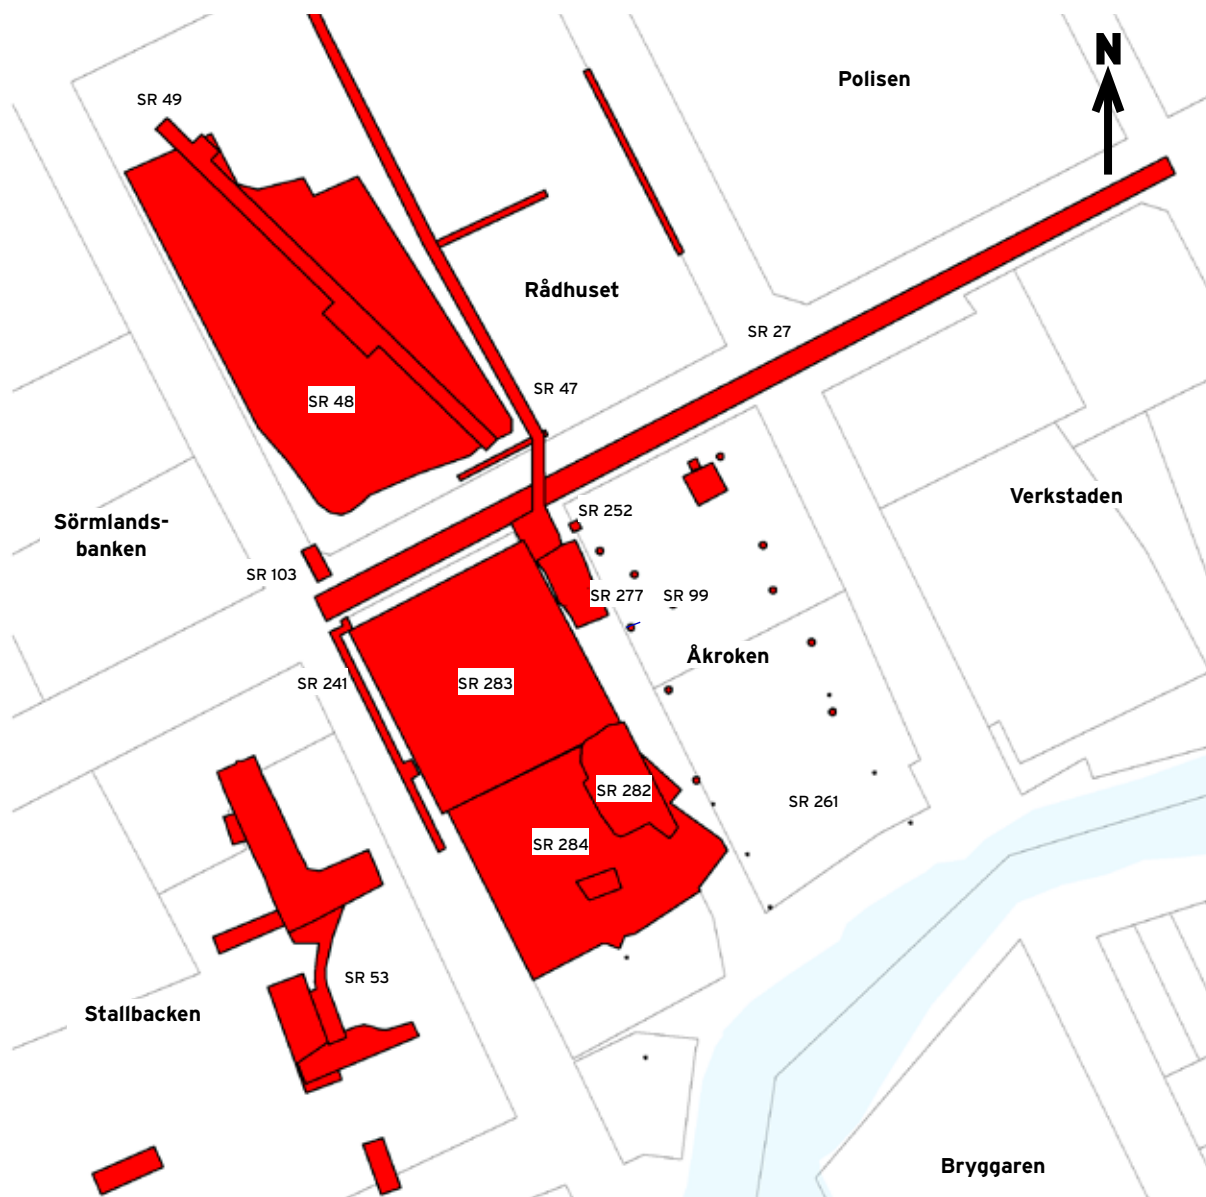 N
Polisen
SR 49
Rådhuset
SR 27
SR 47
SR 48
Verkstaden
SR 252
Sörmlands-
banken
SR 103
SR 277
SR 99
Åkroken
SR 241
SR 283
SR 282
SR 261
SR 284
SR 53
Stallbacken
Bryggaren